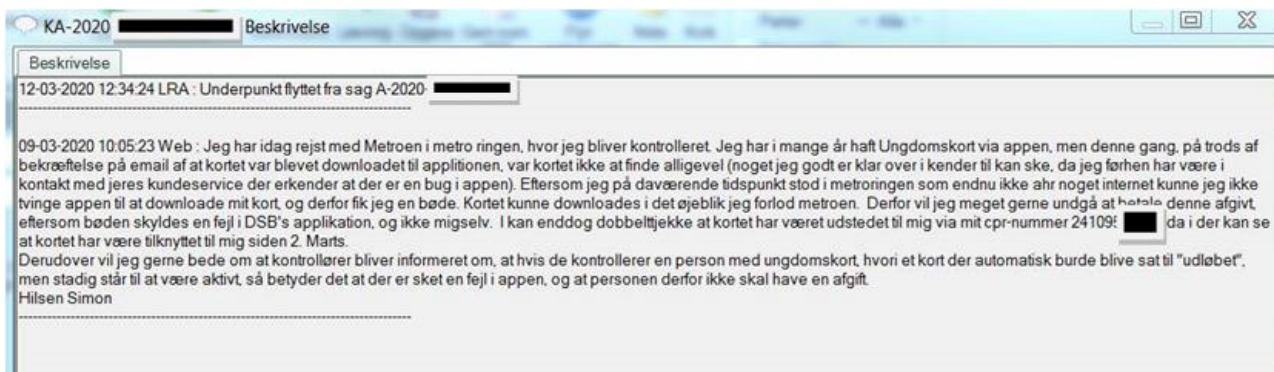 KA-2020 Beskrivelse
Beskrivelse
12-03-2020 12:34:24 LRA : Underpunkt flyttet fra sag A-2020-
09-03-2020 10:05:23 Web : Jeg har idag rejst med Metroen i metro ringen, hvor jeg bliver kontrolleret. Jeg har i mange år haft Ungdomskort via appen, men denne gang, på trods af
bekræftelse på email af at kortet var blevet downloadet til applitionen, var kortet ikke at finde alligevel (noget jeg godt er klar over i kender til kan ske, da jeg førhen har være i
kontakt med jeres kundeservice der erkender at der er en bug i appen). Eftersom jeg på daværende tidspunkt stod i metroringen som endnu ikke ahr noget internet kunne jeg ikke
tvinge appen til at downloade mit kort, og derfor fik jeg en bøde. Kortet kunne downloades i det øjeblik jeg forlod metroen. Derfor vil jeg meget gerne undgå at betale denne afgivt,
eftersom bøden skyldes en fejl i DSB's applikation, og ikke migselv. I kan enddog dobbelttjekke at kortet har været udstedet til mig via mit cpr-nummer 241095 da i der kan se
at kortet har være tilknyttet til mig siden 2. Marts.
Derudover vil jeg gerne bede om at kontrollører bliver informeret om, at hvis de kontrollerer en person med ungdomskort, hvori et kort der automatisk burde blive sat til "udløbet",
men stadig står til at være aktivt, så betyder det at der er sket en fejl i appen, og at personen derfor ikke skal have en afgift.
Hilsen Simon